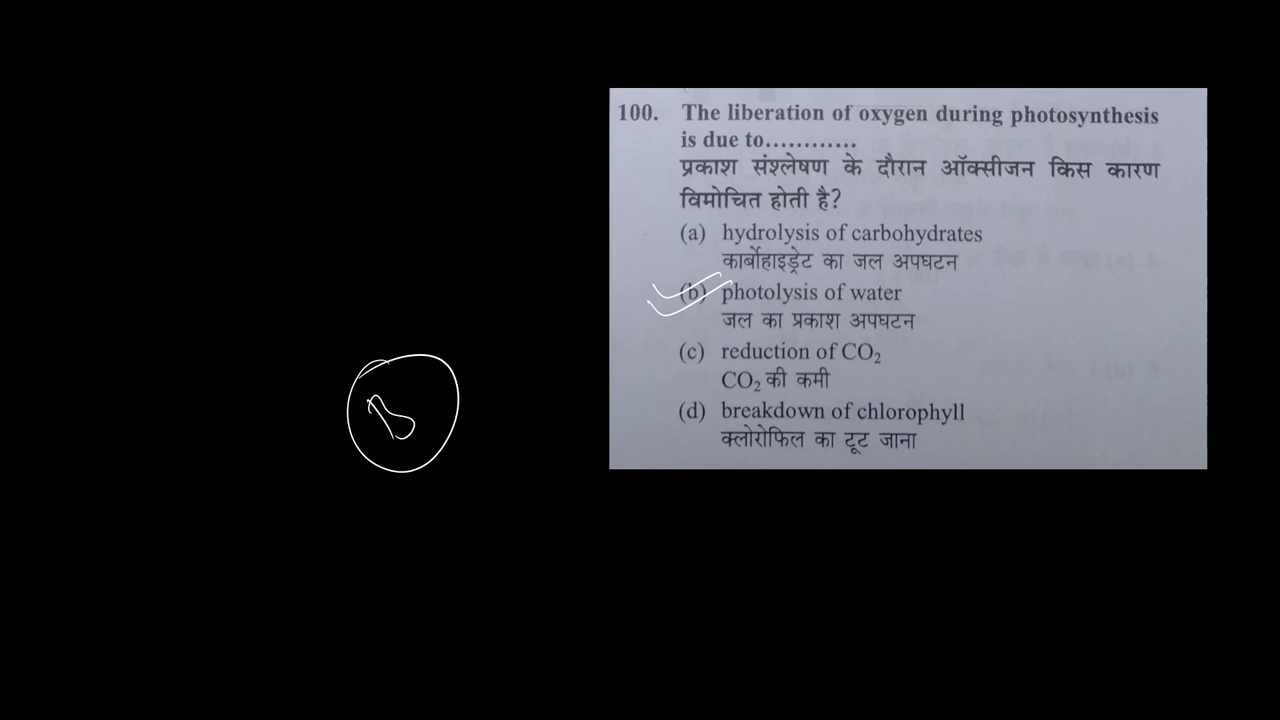 100. The liberation of oxygen during photosynthesis
is due to............
प्रकाश संश्लेषण के दौरान ऑक्सीजन किस कारण
विमोचित होती है?
(a) hydrolysis of carbohydrates
कार्बोहाइड्रेट का जल अपघटन
(b) photolysis of water
जल का प्रकाश अपघटन
(c) reduction of CO₂
CO₂ की कमी
(d) breakdown of chlorophyll
क्लोरोफिल का टूट जाना